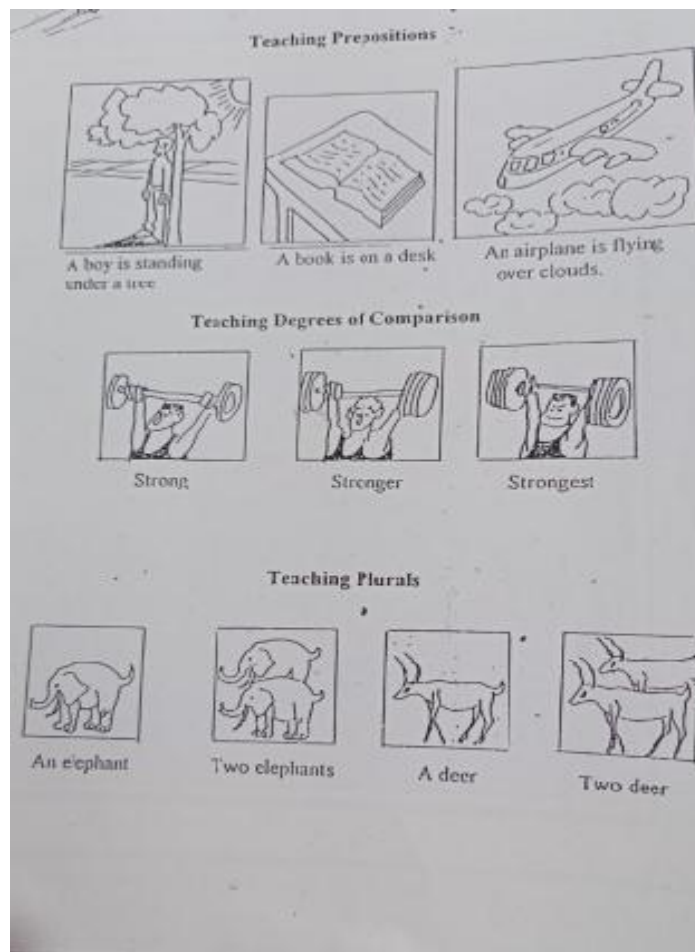 Teaching Prepositions
A boy is standing
under a tree
A book is on a desk
An airplane is flying
over clouds.
Teaching Degrees of Comparison
Strong
Stronger
Strongest
Teaching Plurals
An elephant
Two elephants
A deer
Two deer